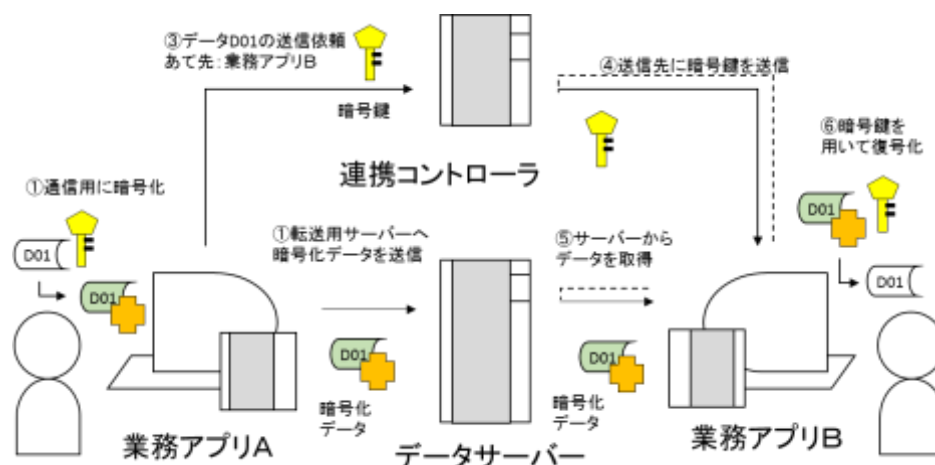 ③データD01の送信依頼
あて先：業務アプリB
暗号鍵
連携コントローラ
④送信先に暗号鍵を送信
⑥暗号鍵を
用いて復号化
①通信用に暗号化
D01
D01
①転送用サーバーへ
暗号化データを送信
⑤サーバーから
データを取得
D01
D01
D01
暗号化
データ
D01
暗号化
データ
業務アプリA
データサーバー
業務アプリB